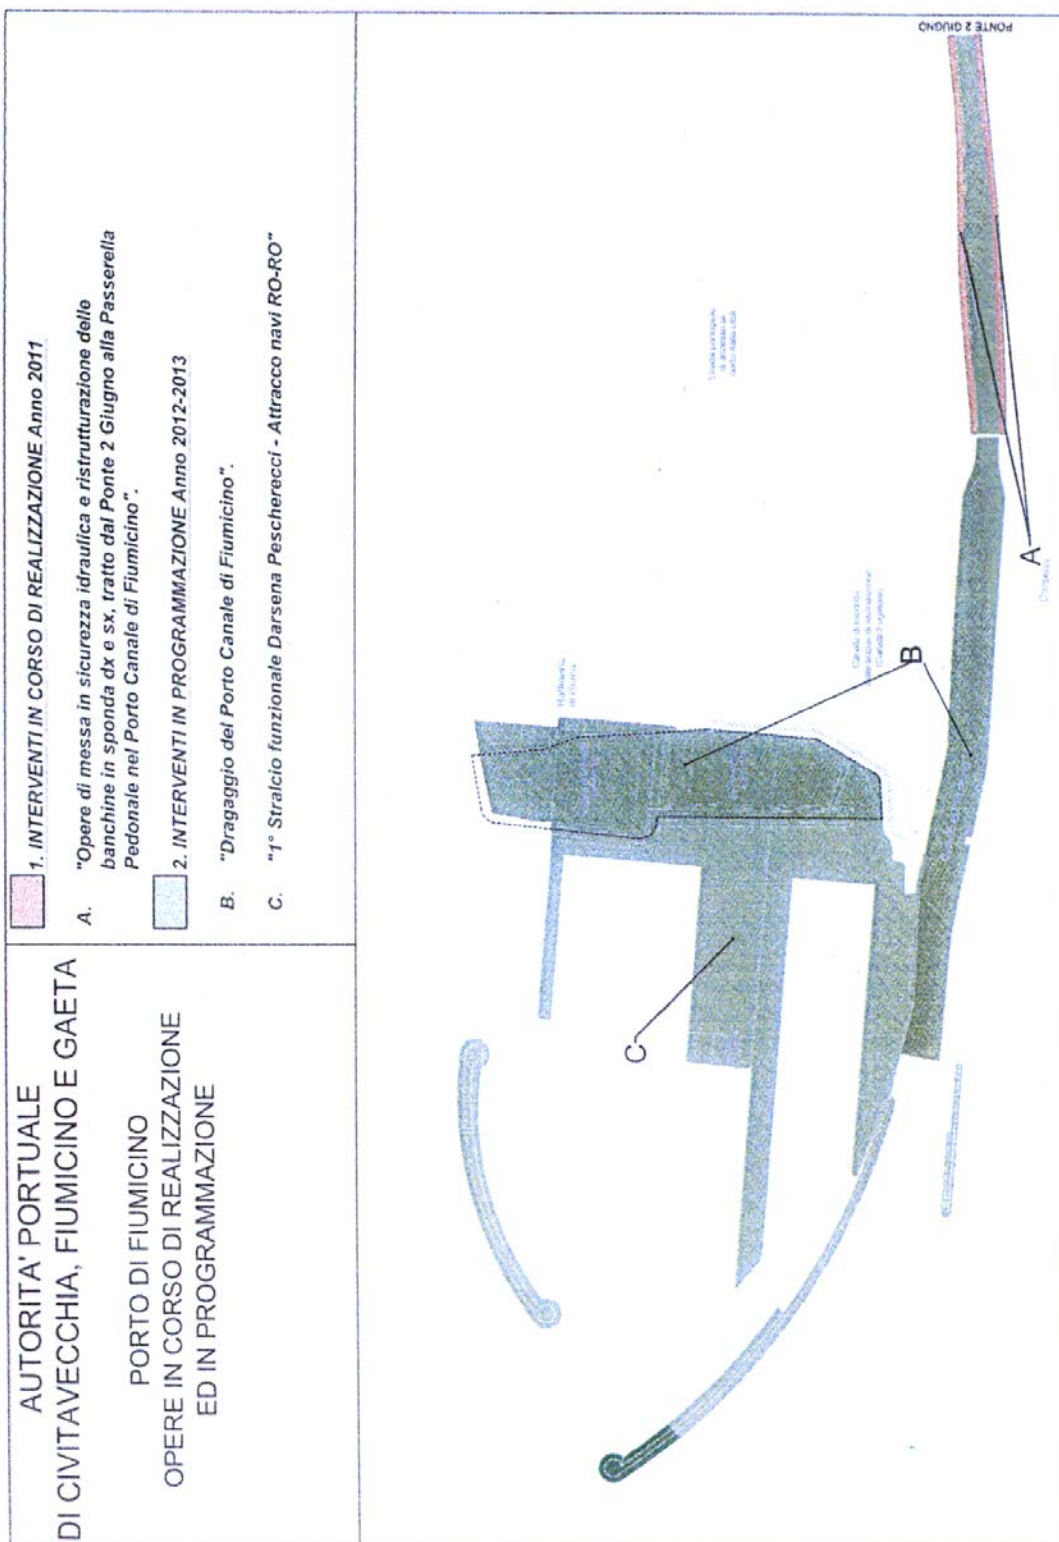 AUTORITA' PORTUALE
DI CIVITAVECCHIA, FIUMICINO E GAETA
PORTO DI FIUMICINO
OPERE IN CORSO DI REALIZZAZIONE
ED IN PROGRAMMAZIONE
1. INTERVENTI IN CORSO DI REALIZZAZIONE Anno 2011
A. "Opere di messa in sicurezza idraulica e ristrutturazione delle
banchine in sponda dx e sx, tratto dal Ponte 2 Giugno alla Passerella
Pedonale nel Porto Canale di Fiumicino".
2. INTERVENTI IN PROGRAMMAZIONE Anno 2012-2013
B. "Dragaggio del Porto Canale di Fiumicino".
C. "1° Stralcio funzionale Darsena Pescherecci - Attracco navi RO-RO"
C
B
A
PONTE 2 GIUGNO